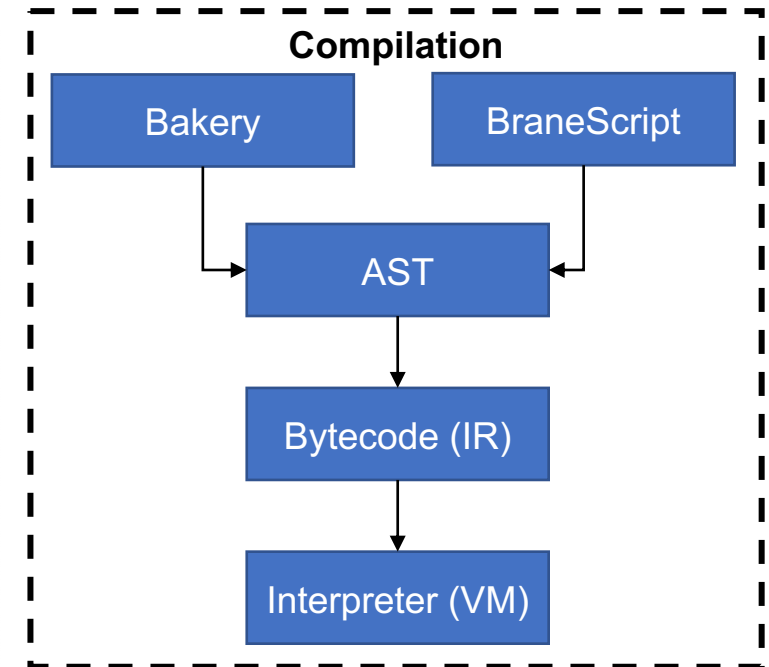 Compilation
Bakery
BraneScript
AST
Bytecode (IR)
Interpreter (VM)